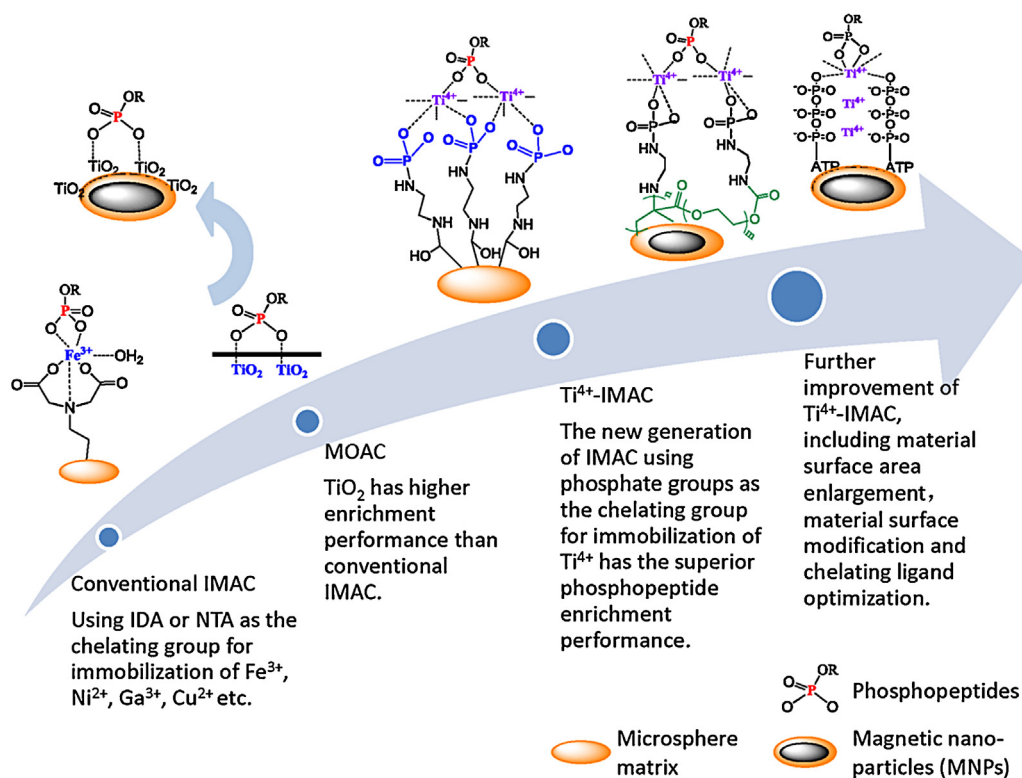 OR
O=P
O O
TiO₂ TiO₂
TiO₂ TiO₂
OR
P
O O
O
Fe³⁺
OH₂
O O
O O
N
OR
O=P
O O
TiO₂ TiO₂
OR
O=P
O O
Ti⁴⁺ Ti⁴⁺
O O O O
O=P O=P O=P O
HN HN HN
NH NH NH
HO OH OH
OR
O=P
O O
Ti⁴⁺ Ti⁴⁺
O O
O=P O O=P O
HN NH
HN HN
n O O
O O m
OR
O=P
O O
O Ti⁴⁺ O
⁻O-P=O Ti⁴⁺ ⁻O-P=O
⁻O-P=O Ti⁴⁺ ⁻O-P=O
⁻O-P=O ⁻O-P=O
ATP ATP
Conventional IMAC
Using IDA or NTA as the
chelating group for
immobilization of Fe³⁺,
Ni²⁺, Ga³⁺, Cu²⁺ etc.
MOAC
TiO₂ has higher
enrichment
performance than
conventional
IMAC.
Ti⁴⁺-IMAC
The new generation
of IMAC using
phosphate groups as
the chelating group
for immobilization of
Ti⁴⁺ has the superior
phosphopeptide
enrichment
performance.
Further
improvement of
Ti⁴⁺-IMAC,
including material
surface area
enlargement，
material surface
modification and
chelating ligand
optimization.
OR
O=P
O O
Phosphopeptides
Microsphere
matrix
Magnetic nano-
particles (MNPs)